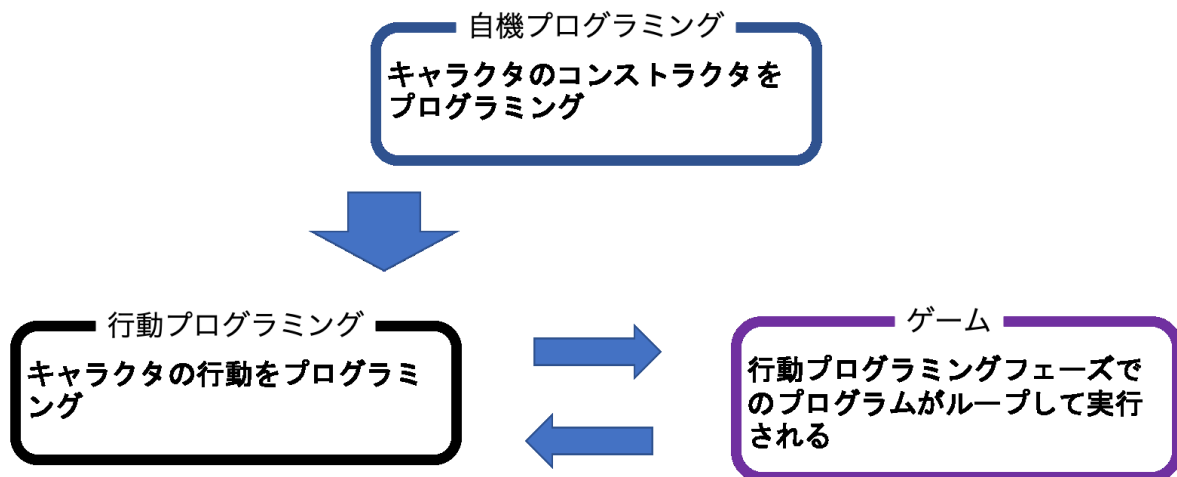 自機プログラミング
キャラクタのコンストラクタを
プログラミング
行動プログラミング
キャラクタの行動をプログラミ
ング
ゲーム
行動プログラミングフェーズで
のプログラムがループして実行
される